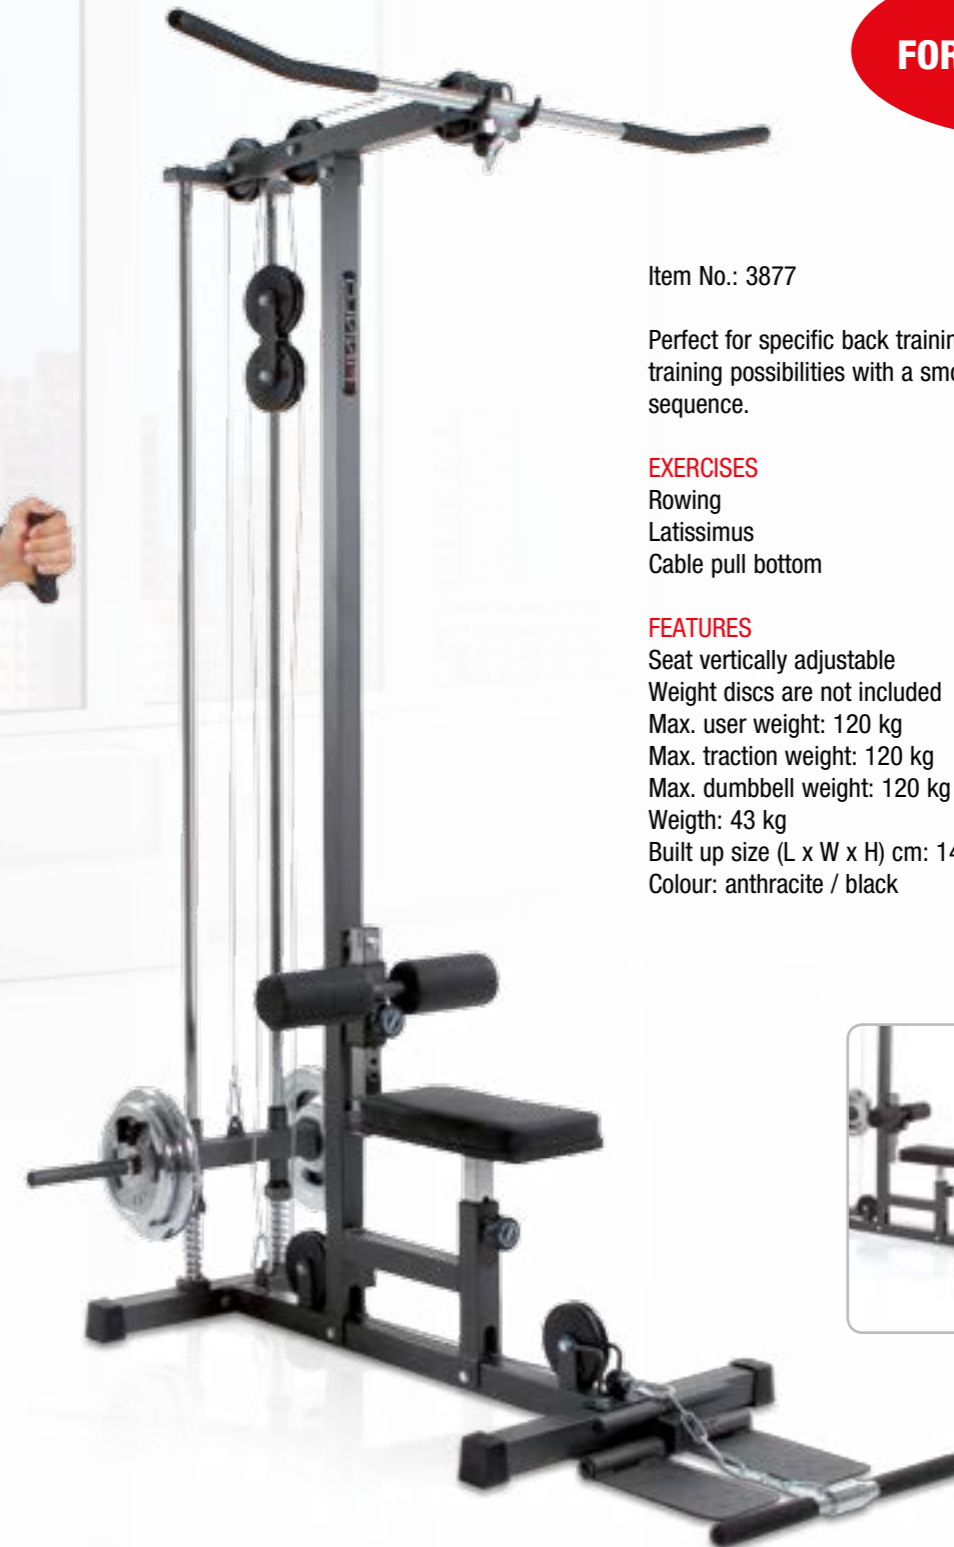 FOR
Item No.: 3877
Perfect for specific back
training possibilities with a
sequence.
EXERCISES
Rowing
Latissimus
Cable pull bottom
FEATURES
Seat vertically adjustable
Weight discs are not included
Max. user weight: 120 kg
Max. traction weight: 120 kg
Max. dumbbell weight: 120 kg
Weigth: 43 kg
Built up size (L x W x H) cm: 14
Colour: anthracite / black